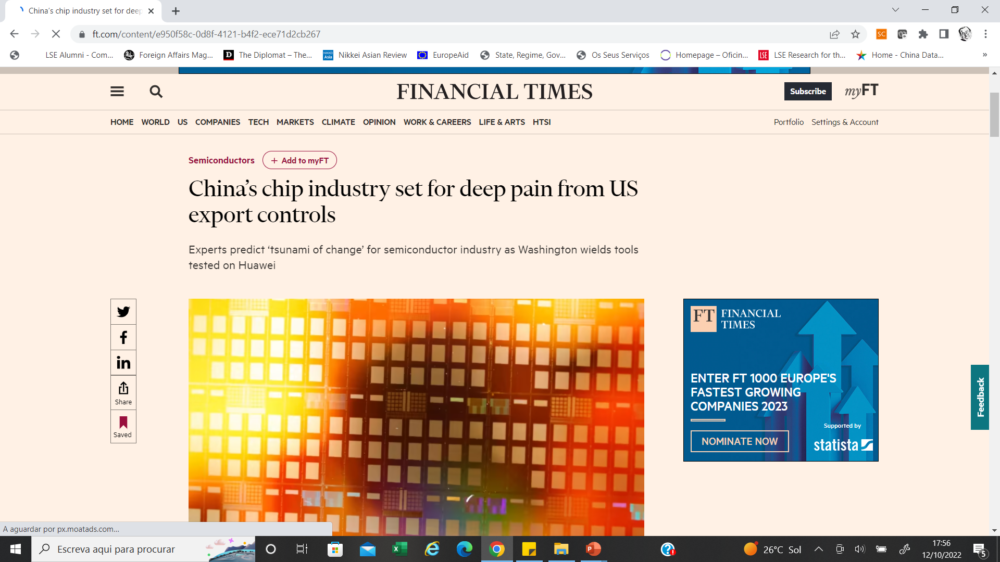 China's chip industry set for deep
ft.com/content/e950f58c-0d8f-4121-b4f2-ece71d2cb267
SC
LSE Alumni - Com...
Foreign Affairs Mag...
D
The Diplomat – The...
NIKKEI Asia
Nikkei Asian Review
EuropeAid
State, Regime, Gov...
Os Seus Serviços
Homepage – Oficin...
LSE
LSE Research for th...
Home - China Data...
»
FINANCIAL TIMES
Subscribe
myFT
HOME WORLD US COMPANIES TECH MARKETS CLIMATE OPINION WORK & CAREERS LIFE & ARTS HTSI
Portfolio Settings & Account
Semiconductors
+ Add to myFT
China’s chip industry set for deep pain from US
export controls
Experts predict ‘tsunami of change’ for semiconductor industry as Washington wields tools
tested on Huawei
Share
Saved
FT FINANCIAL
TIMES
ENTER FT 1000 EUROPE'S
FASTEST GROWING
COMPANIES 2023
Supported by
NOMINATE NOW
statista
Feedback
A aguardar por px.moatads.com...
Escreva aqui para procurar
26°C Sol
17:56
12/10/2022
5